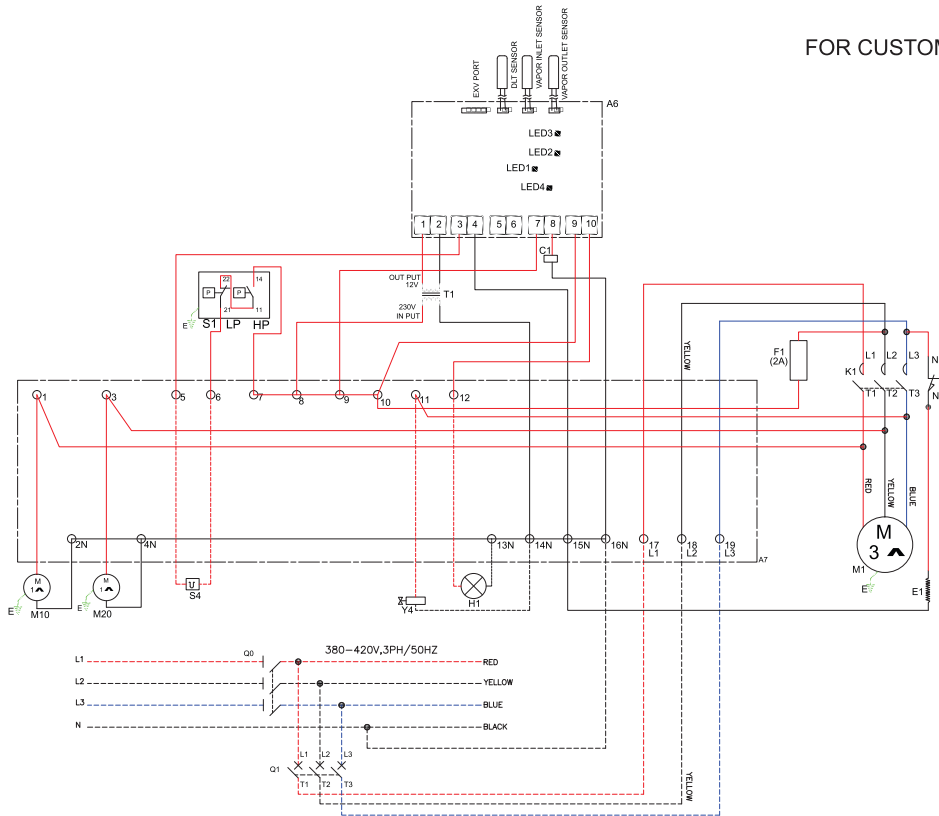 FOR CUSTOM
EXV PORT
DLT SENSOR
VAPOR INLET SENSOR
VAPOR OUTLET SENSOR
A6
LED3
LED2
LED1
LED4
1 2 3 4 5 6 7 8 9 10
C1
OUT PUT
12V
T1
230V
IN PUT
22 14
P P
21 11
S1 LP HP
E
YELLOW
F1
(2A)
L1 L2 L3
K1
T1 T2 T3
N
N
1 3 5 6 7 8 9 10 11 12
RED
YELLOW
BLUE
M
3
M1
E
E1
2N 4N 13N 14N 15N 16N 17 18 19
L1 L2 L3
A7
M
1
E
M10
M
1
E
M20
S4
Y4
H1
380-420V,3PH/50HZ
L1 Q0 RED
L2 YELLOW
L3 BLUE
N BLACK
L1 L2 L3
Q1
T1 T2 T3
YELLOW